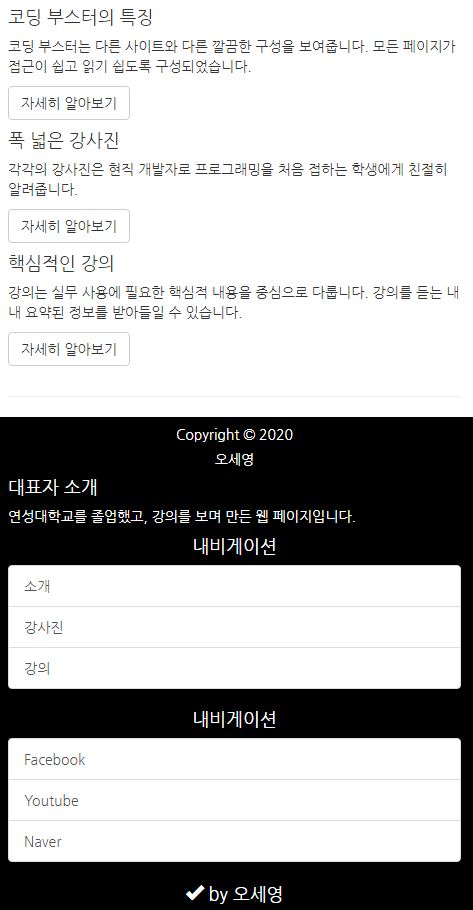 코딩 부스터의 특징
코딩 부스터는 다른 사이트와 다른 깔끔한 구성을 보여줍니다. 모든 페이지가
접근이 쉽고 읽기 쉽도록 구성되었습니다.
자세히 알아보기
폭 넓은 강사진
각각의 강사진은 현직 개발자로 프로그래밍을 처음 접하는 학생에게 친절히
알려줍니다.
자세히 알아보기
핵심적인 강의
강의는 실무 사용에 필요한 핵심적 내용을 중심으로 다룹니다. 강의를 듣는 내
내 요약된 정보를 받아들일 수 있습니다.
자세히 알아보기
Copyright © 2020
오세영
대표자 소개
연성대학교를 졸업했고, 강의를 보며 만든 웹 페이지입니다.
내비게이션
소개
강사진
강의
내비게이션
Facebook
Youtube
Naver
✔ by 오세영